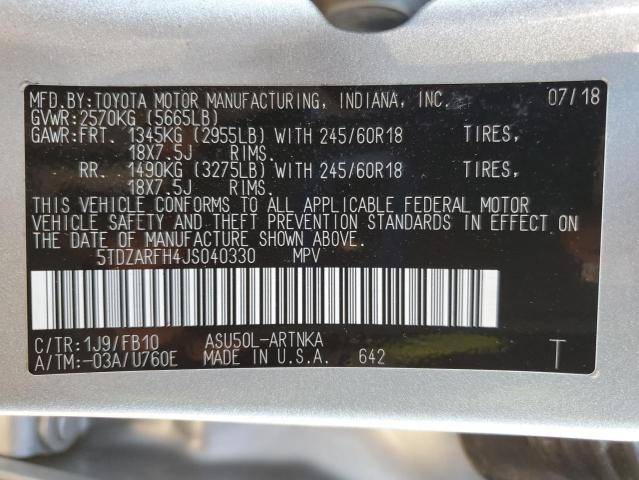 MFD.BY:TOYOTA MOTOR MANUFACTURING, INDIANA, INC. 07/18
GVWR:2570KG (5665LB)
GAWR:FRT. 1345KG (2955LB) WITH 245/60R18 TIRES,
18X7.5J RIMS.
RR. 1490KG (3275LB) WITH 245/60R18 TIRES,
18X7.5J RIMS.
THIS VEHICLE CONFORMS TO ALL APPLICABLE FEDERAL MOTOR
VEHICLE SAFETY AND THEFT PREVENTION STANDARDS IN EFFECT ON
THE DATE OF MANUFACTURE SHOWN ABOVE.
5TDZARFH4JS040330 MPV
C/TR:1J9/FB10 ASU50L-ARTNKA
A/TM:-03A/U760E MADE IN U.S.A. 642 T